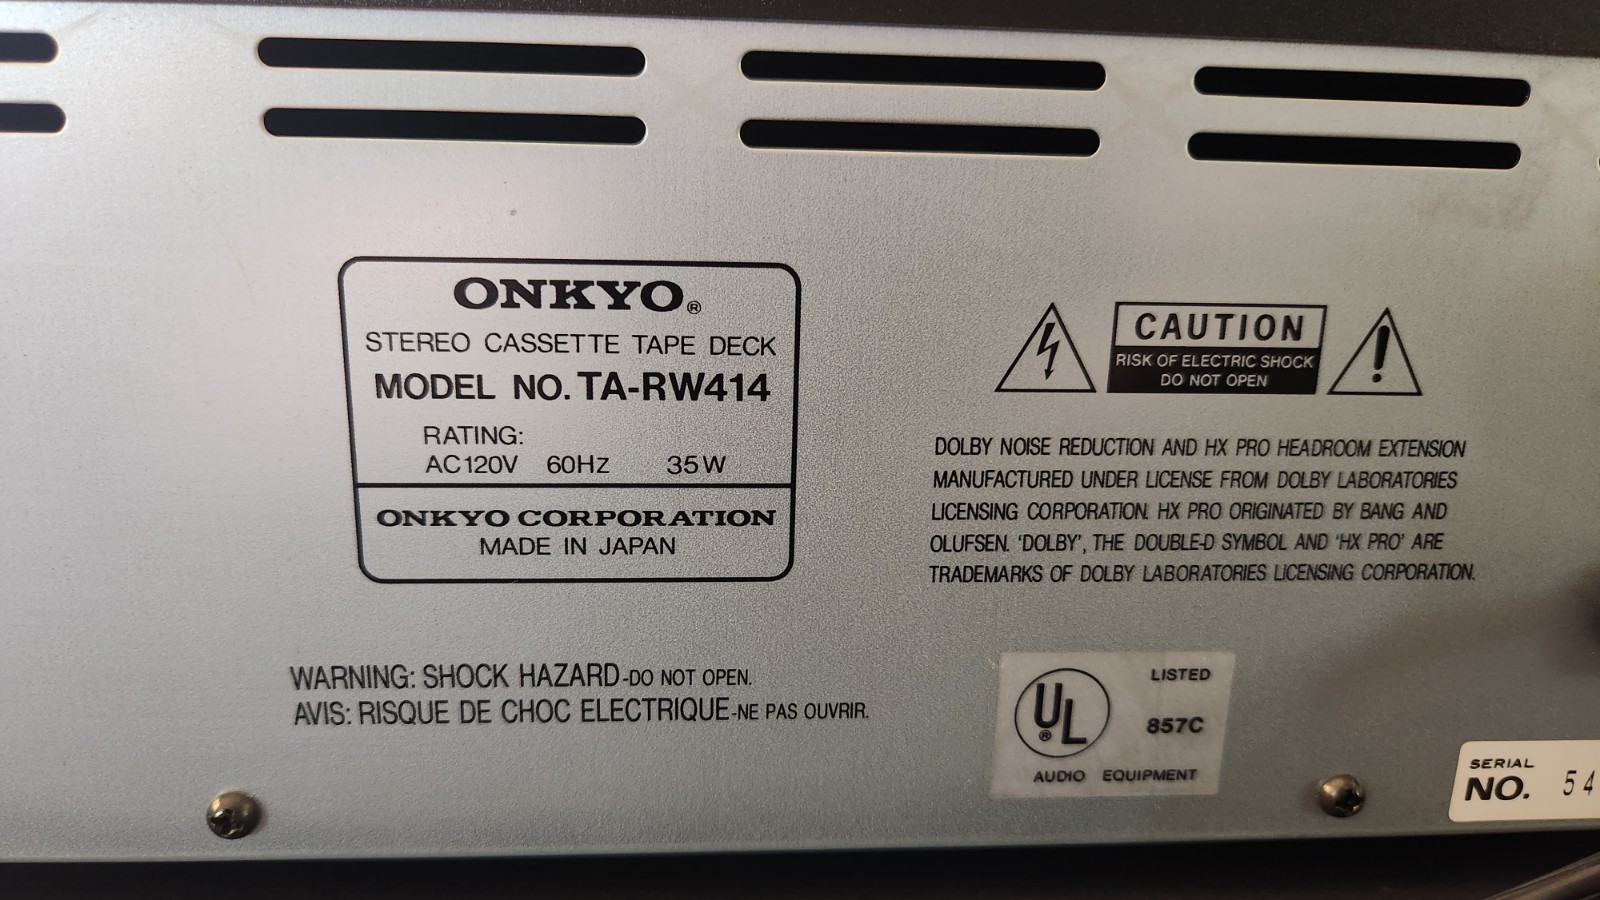 ONKYO®
STEREO CASSETTE TAPE DECK
MODEL NO. TA-RW414
RATING:
AC120V 60Hz 35W
ONKYO CORPORATION
MADE IN JAPAN
CAUTION
RISK OF ELECTRIC SHOCK
DO NOT OPEN
DOLBY NOISE REDUCTION AND HX PRO HEADROOM EXTENSION
MANUFACTURED UNDER LICENSE FROM DOLBY LABORATORIES
LICENSING CORPORATION. HX PRO ORIGINATED BY BANG AND
OLUFSEN. 'DOLBY', THE DOUBLE-D SYMBOL AND 'HX PRO' ARE
TRADEMARKS OF DOLBY LABORATORIES LICENSING CORPORATION.
WARNING: SHOCK HAZARD-DO NOT OPEN.
AVIS: RISQUE DE CHOC ELECTRIQUE-NE PAS OUVRIR.
UL®
LISTED
857C
AUDIO EQUIPMENT
SERIAL
NO. 54